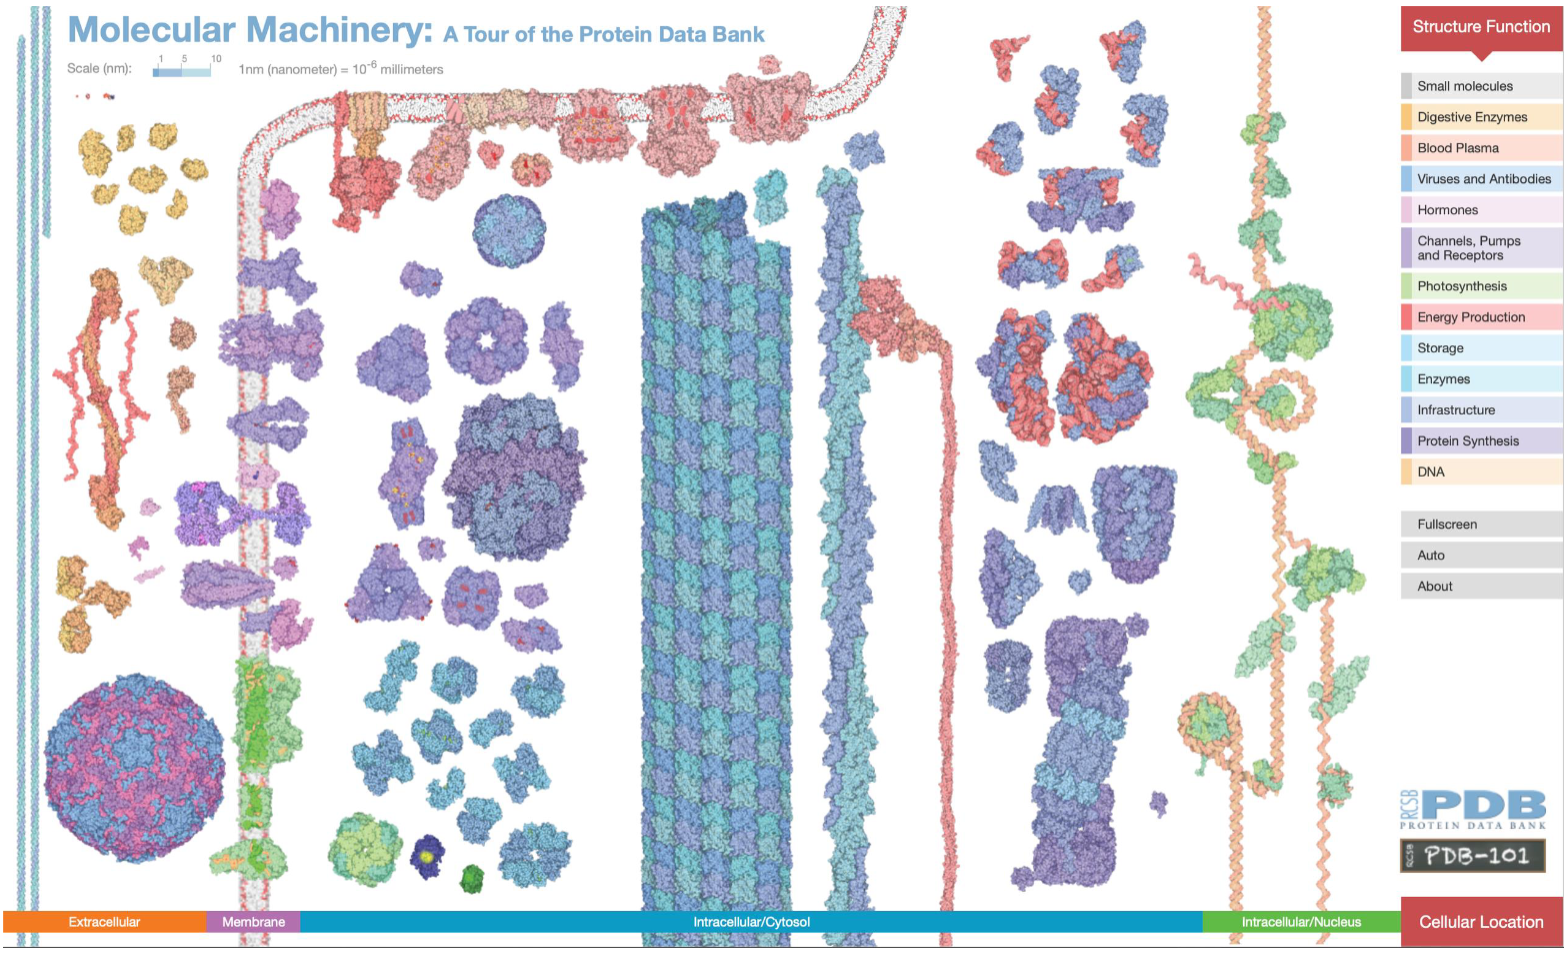 Molecular Machinery: A Tour of the Protein Data Bank
Scale (nm): 1 5 10 1nm (nanometer) = 10⁻⁶ millimeters
Structure Function
Small molecules
Digestive Enzymes
Blood Plasma
Viruses and Antibodies
Hormones
Channels, Pumps
and Receptors
Photosynthesis
Energy Production
Storage
Enzymes
Infrastructure
Protein Synthesis
DNA
Fullscreen
Auto
About
RCSB PDB
PROTEIN DATA BANK
RCSB PDB-101
Extracellular
Membrane
Intracellular/Cytosol
Intracellular/Nucleus
Cellular Location